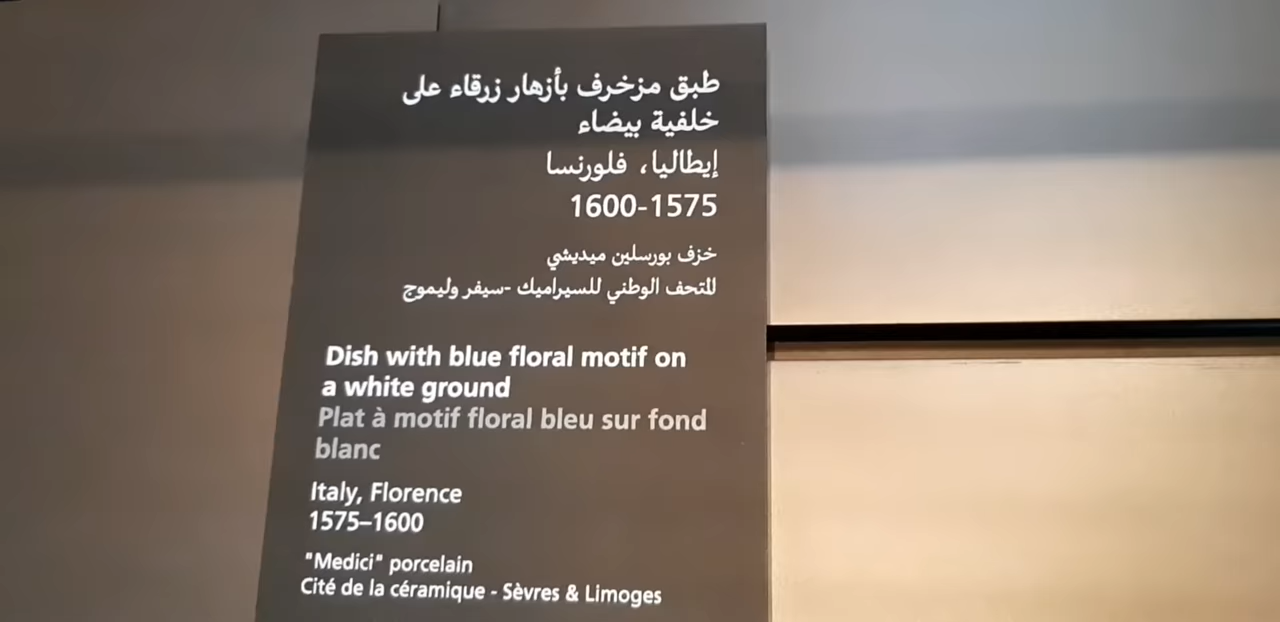 طبق مزخرف بأزهار زرقاء على
خلفية بيضاء
إيطاليا، فلورنسا
1600-1575
خزف بورسلين ميديشي
المتحف الوطني للسيراميك -سيفر وليموج
Dish with blue floral motif on
a white ground
Plat à motif floral bleu sur fond
blanc
Italy, Florence
1575–1600
"Medici" porcelain
Cité de la céramique - Sèvres & Limoges